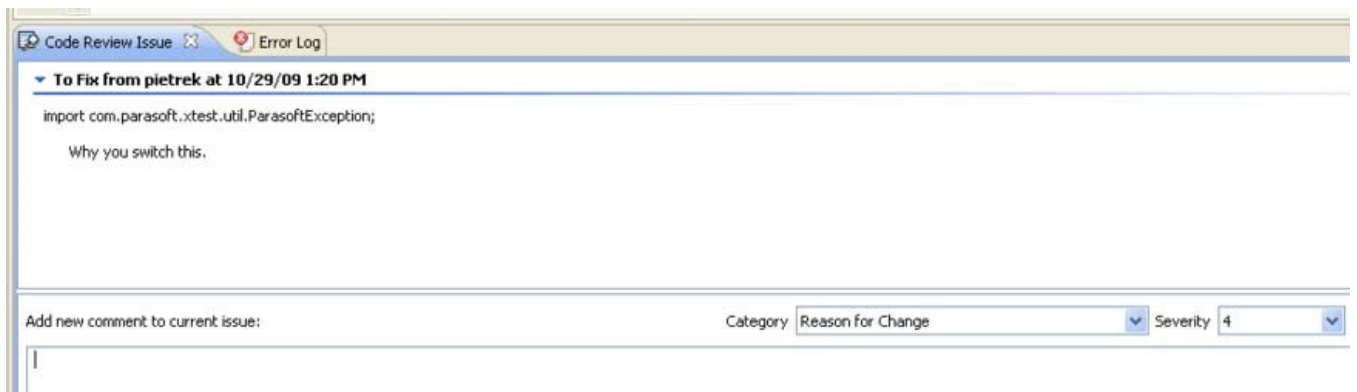 Code Review Issue Error Log
To Fix from pietrek at 10/29/09 1:20 PM
import com.parasoft.xtest.util.ParasoftException;
Why you switch this.
Add new comment to current issue: Category Reason for Change Severity 4